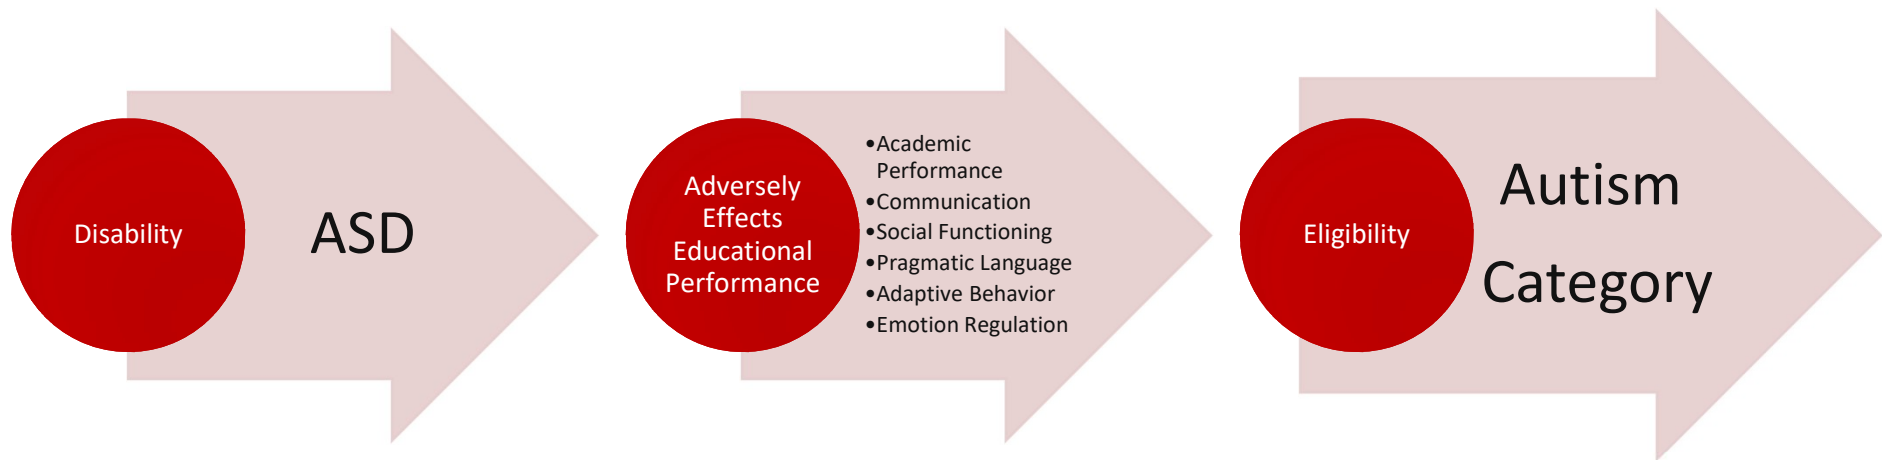 Disability
ASD
Adversely
Effects
Educational
Performance
•Academic
Performance
•Communication
•Social Functioning
•Pragmatic Language
•Adaptive Behavior
•Emotion Regulation
Eligibility
Autism
Category